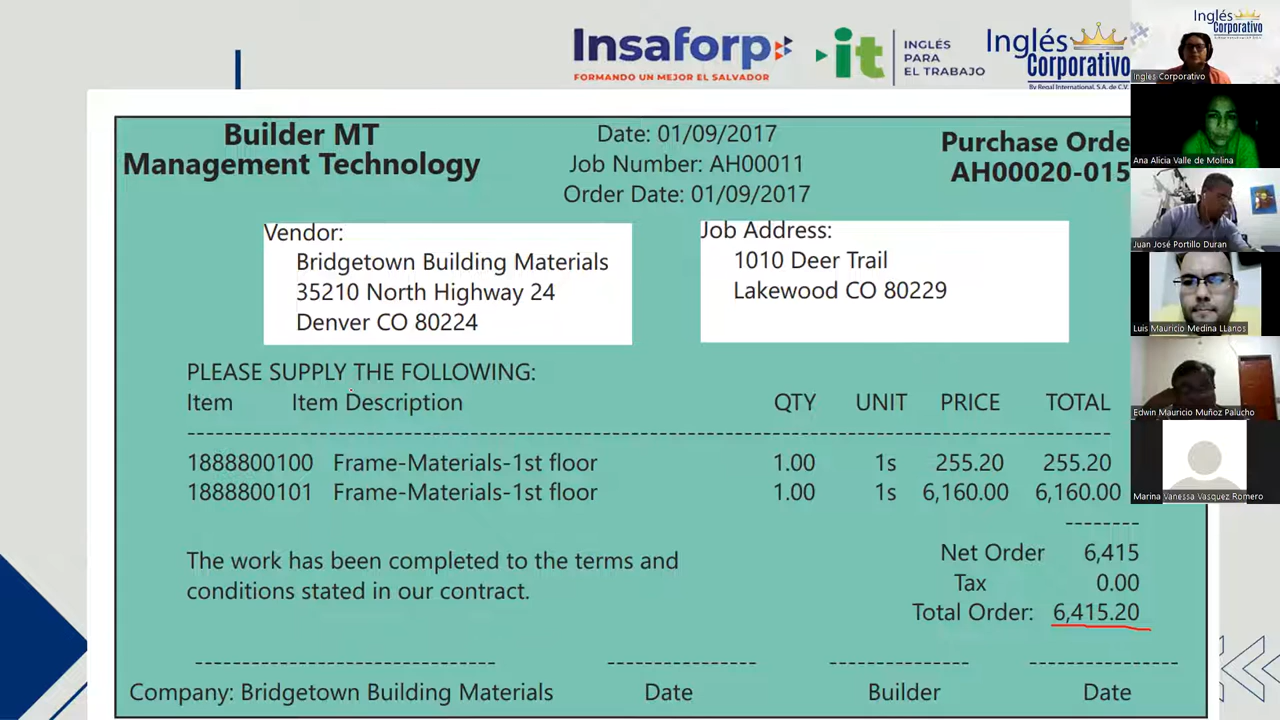 Insaforp
FORMANDO UN MEJOR EL SALVADOR
it
INGLÉS
PARA
EL TRABAJO
Inglés
Corporativo
By Regal International, S.A. de C.V.
Inglés
Corporativo
Ingles Corporativo
Ana Alicia Valle de Molina
Juan José Portillo Duran
Luis Mauricio Medina LLanos
Edwin Mauricio Muñoz Palucho
Marina Vanessa Vasquez Romero
Builder MT
Management Technology
Date: 01/09/2017
Job Number: AH00011
Order Date: 01/09/2017
Purchase Orde
AH00020-015
Vendor:
Bridgetown Building Materials
35210 North Highway 24
Denver CO 80224
Job Address:
1010 Deer Trail
Lakewood CO 80229
PLEASE SUPPLY THE FOLLOWING:
Item Item Description QTY UNIT PRICE TOTAL
1888800100 Frame-Materials-1st floor 1.00 1s 255.20 255.20
1888800101 Frame-Materials-1st floor 1.00 1s 6,160.00 6,160.00
Net Order 6,415
Tax 0.00
Total Order: 6,415.20
The work has been completed to the terms and
conditions stated in our contract.
Company: Bridgetown Building Materials Date Builder Date